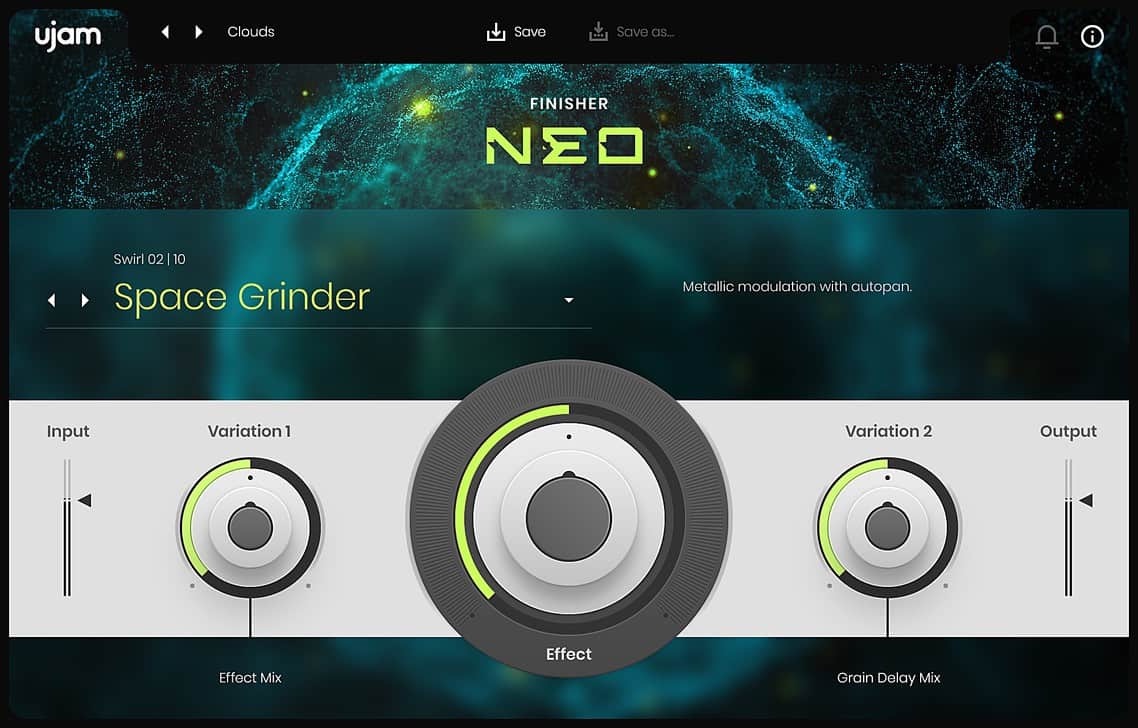 ujam
Clouds
Save
Save as...
FINISHER
NEO
Swirl 02 | 10
Space Grinder
Metallic modulation with autopan.
Input
Variation 1
Variation 2
Output
Effect
Effect Mix
Grain Delay Mix